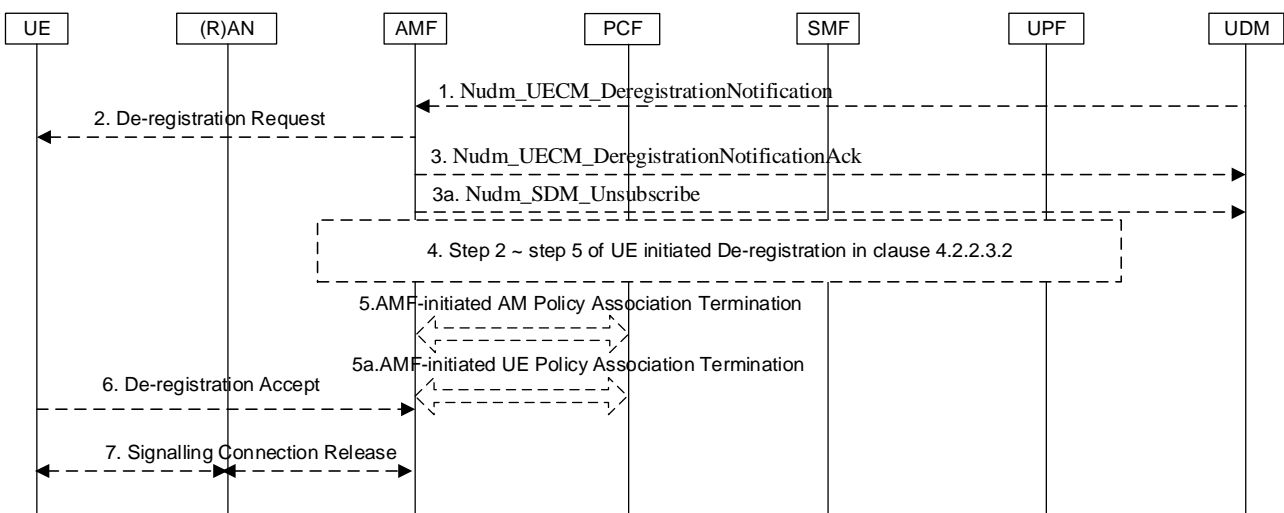 UE
(R)AN
AMF
PCF
SMF
UPF
UDM
1. Nudm_UECM_DeregistrationNotification
2. De-registration Request
3. Nudm_UECM_DeregistrationNotificationAck
3a. Nudm_SDM_Unsubscribe
4. Step 2 ~ step 5 of UE initiated De-registration in clause 4.2.2.3.2
5.AMF-initiated AM Policy Association Termination
5a.AMF-initiated UE Policy Association Termination
6. De-registration Accept
7. Signalling Connection Release